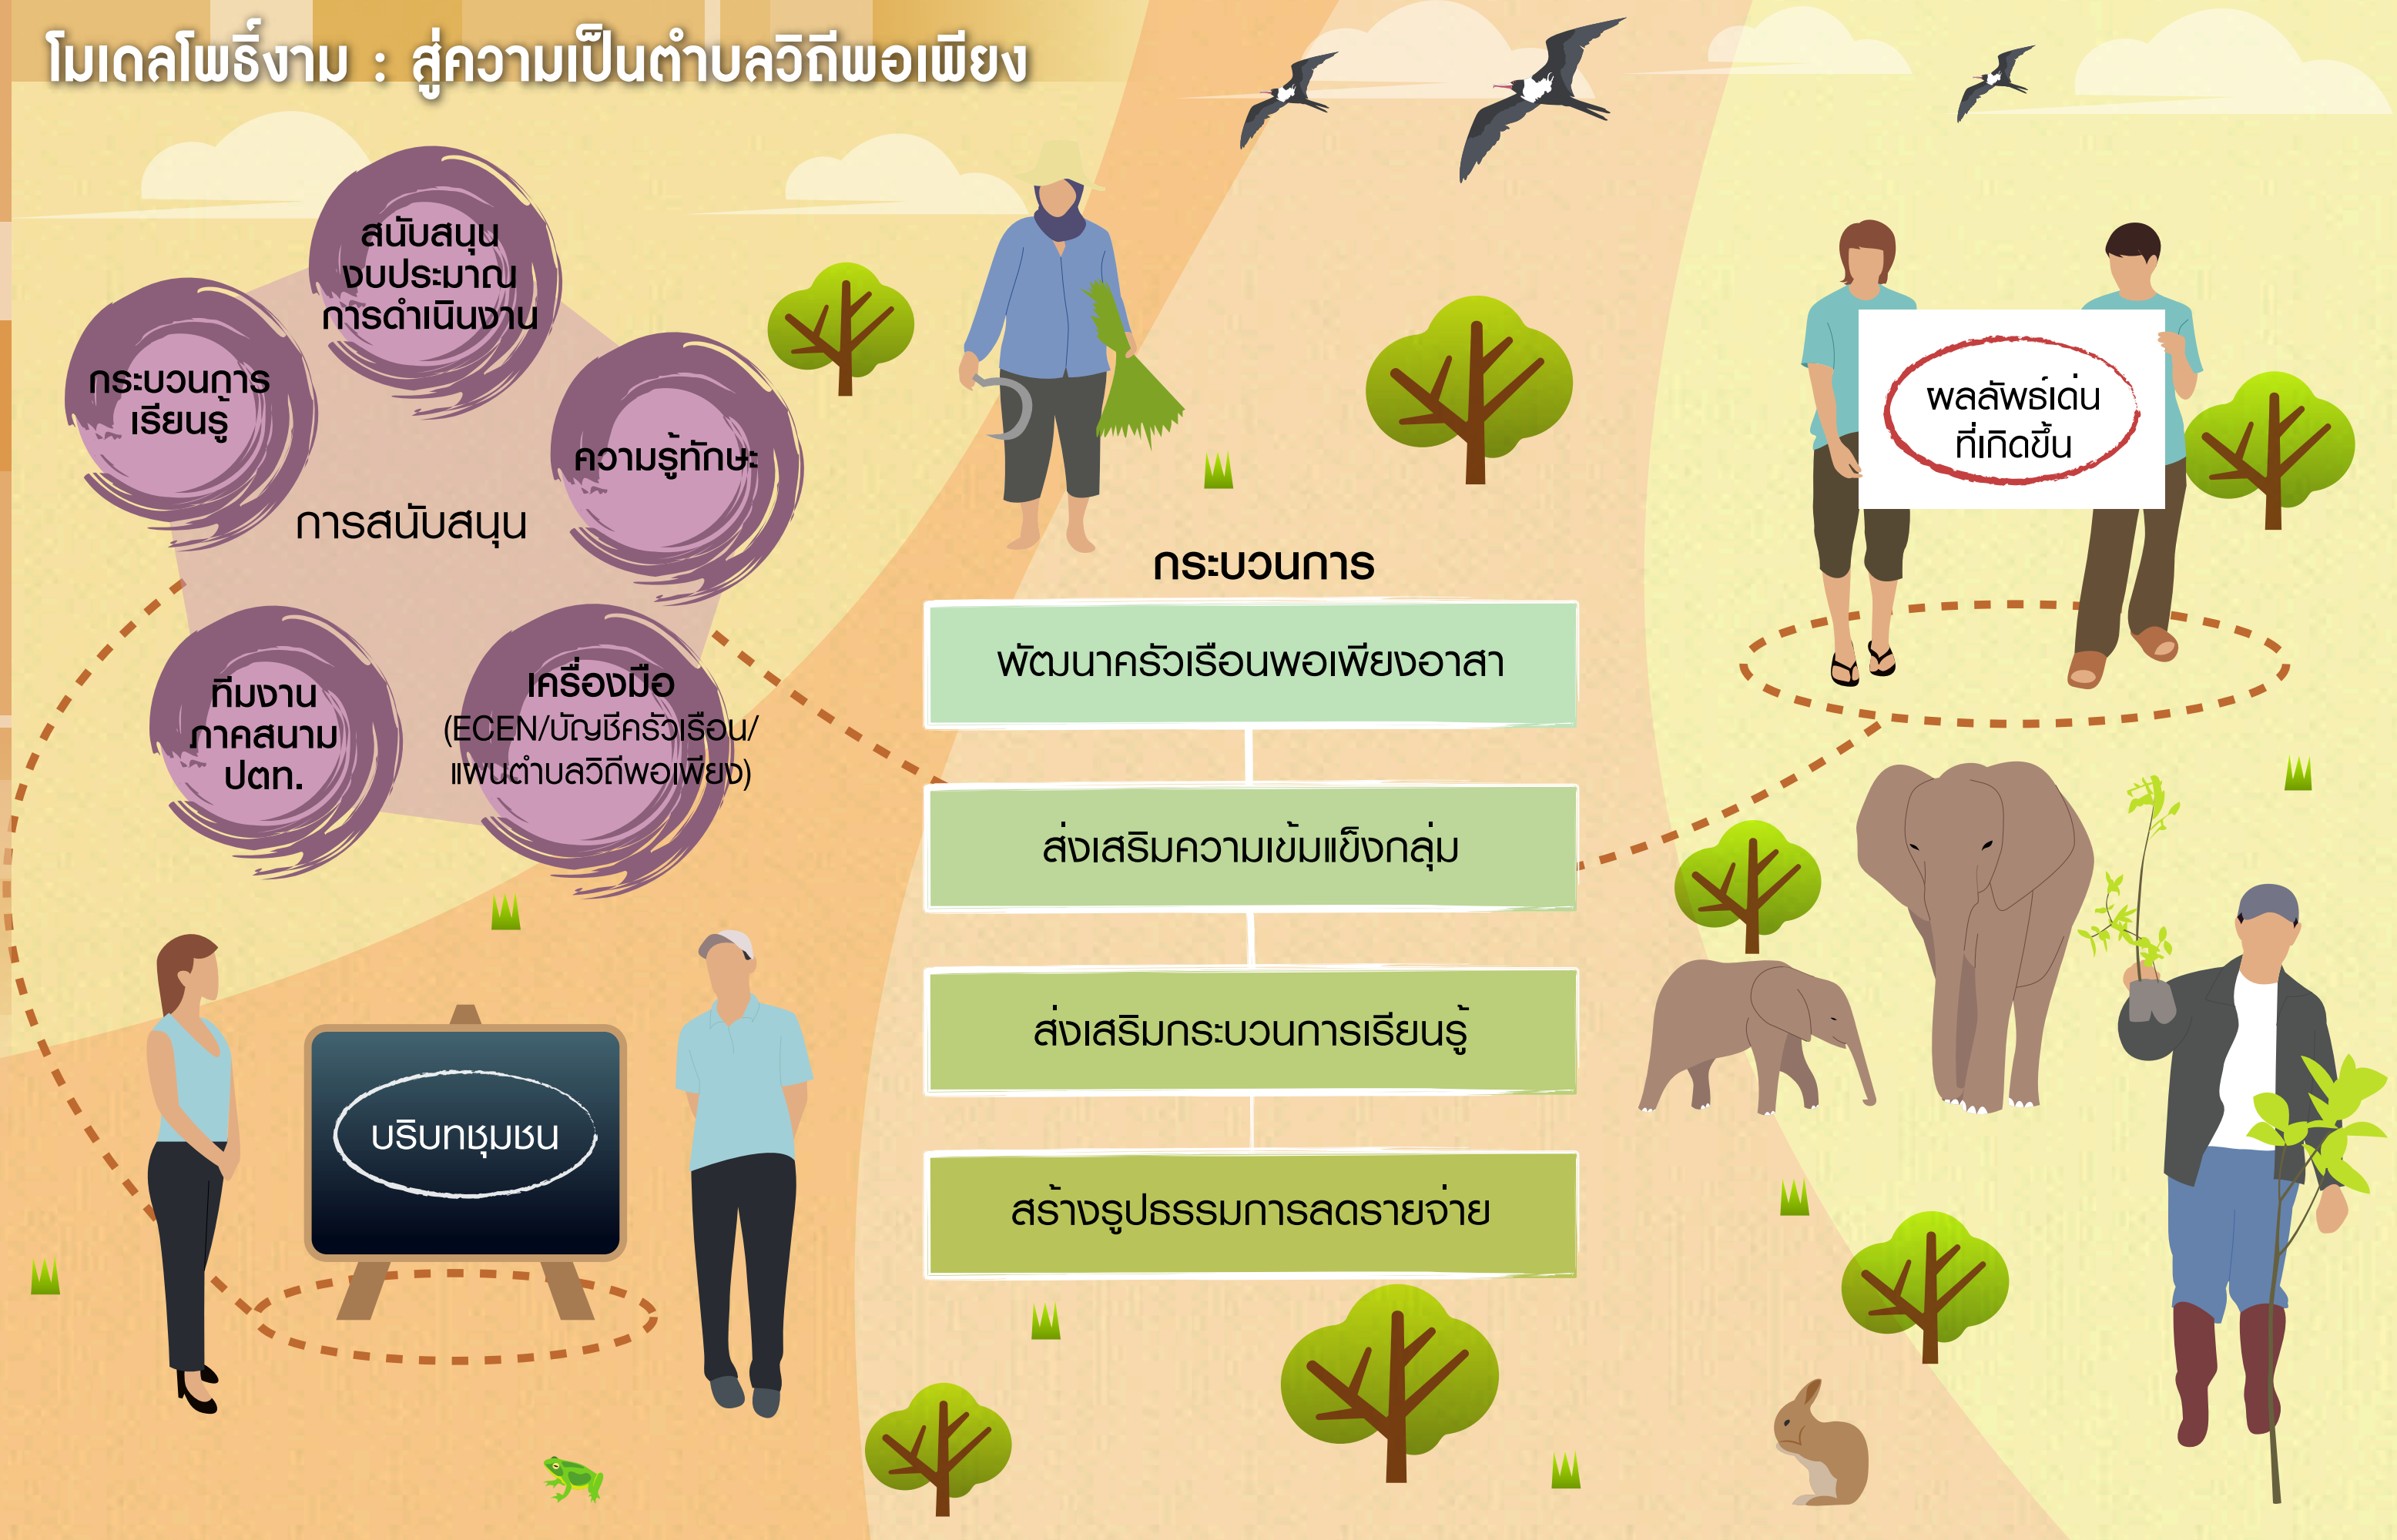 โมเดลโพธิ์งาม : สู่ความเป็นตำบลวิถีพอเพียง
สนับสนุน
งบประมาณ
การดำเนินงาน
กระบวนการ
เรียนรู้
ความรู้ทักษะ
การสนับสนุน
ทีมงาน
ภาคสนาม
ปตท.
เครื่องมือ
(ECEN/บัญชีครัวเรือน/
แผนตำบลวิถีพอเพียง)
บริบทชุมชน
กระบวนการ
พัฒนาครัวเรือนพอเพียงอาสา
ส่งเสริมความเข้มแข็งกลุ่ม
ส่งเสริมกระบวนการเรียนรู้
สร้างรูปธรรมการลดรายจ่าย
ผลลัพธ์เด่น
ที่เกิดขึ้น